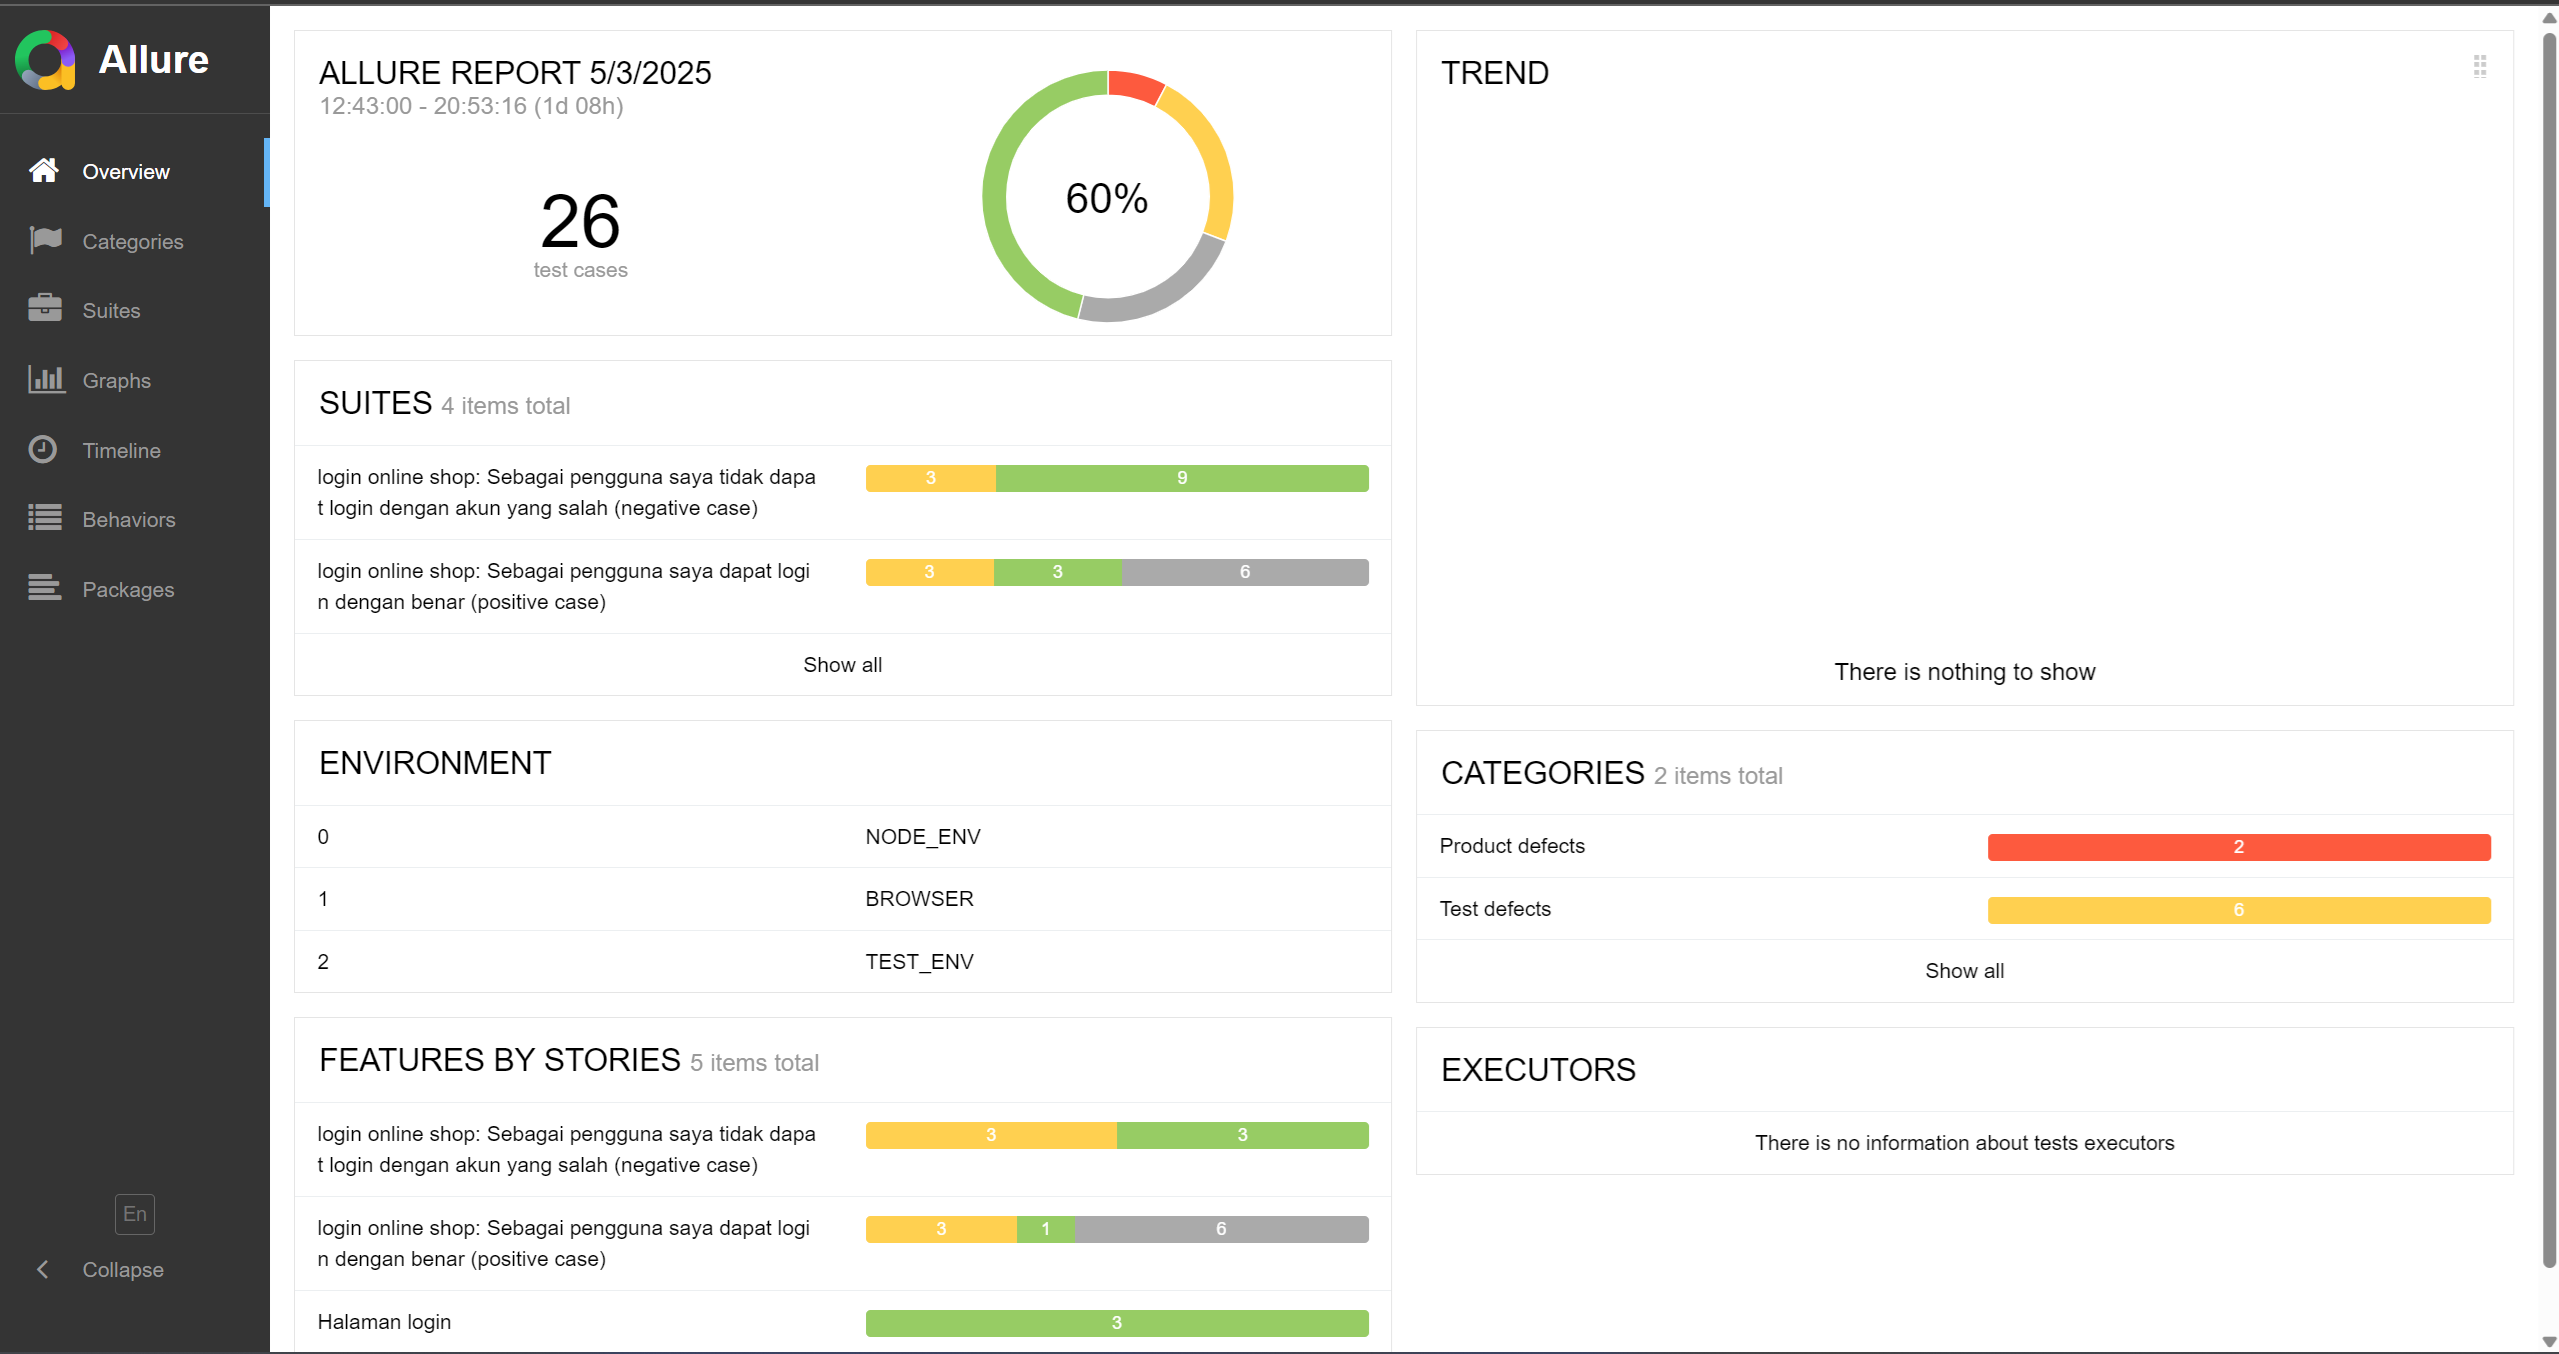 Allure
Overview
Categories
Suites
Graphs
Timeline
Behaviors
Packages
En
Collapse
ALLURE REPORT 5/3/2025
12:43:00 - 20:53:16 (1d 08h)
26
test cases
60%
SUITES 4 items total
login online shop: Sebagai pengguna saya tidak dapa
t login dengan akun yang salah (negative case)
3 9
login online shop: Sebagai pengguna saya dapat logi
n dengan benar (positive case)
3 3 6
Show all
ENVIRONMENT
0 NODE_ENV
1 BROWSER
2 TEST_ENV
FEATURES BY STORIES 5 items total
login online shop: Sebagai pengguna saya tidak dapa
t login dengan akun yang salah (negative case)
3 3
login online shop: Sebagai pengguna saya dapat logi
n dengan benar (positive case)
3 1 6
Halaman login 3
TREND
There is nothing to show
CATEGORIES 2 items total
Product defects 2
Test defects 6
Show all
EXECUTORS
There is no information about tests executors